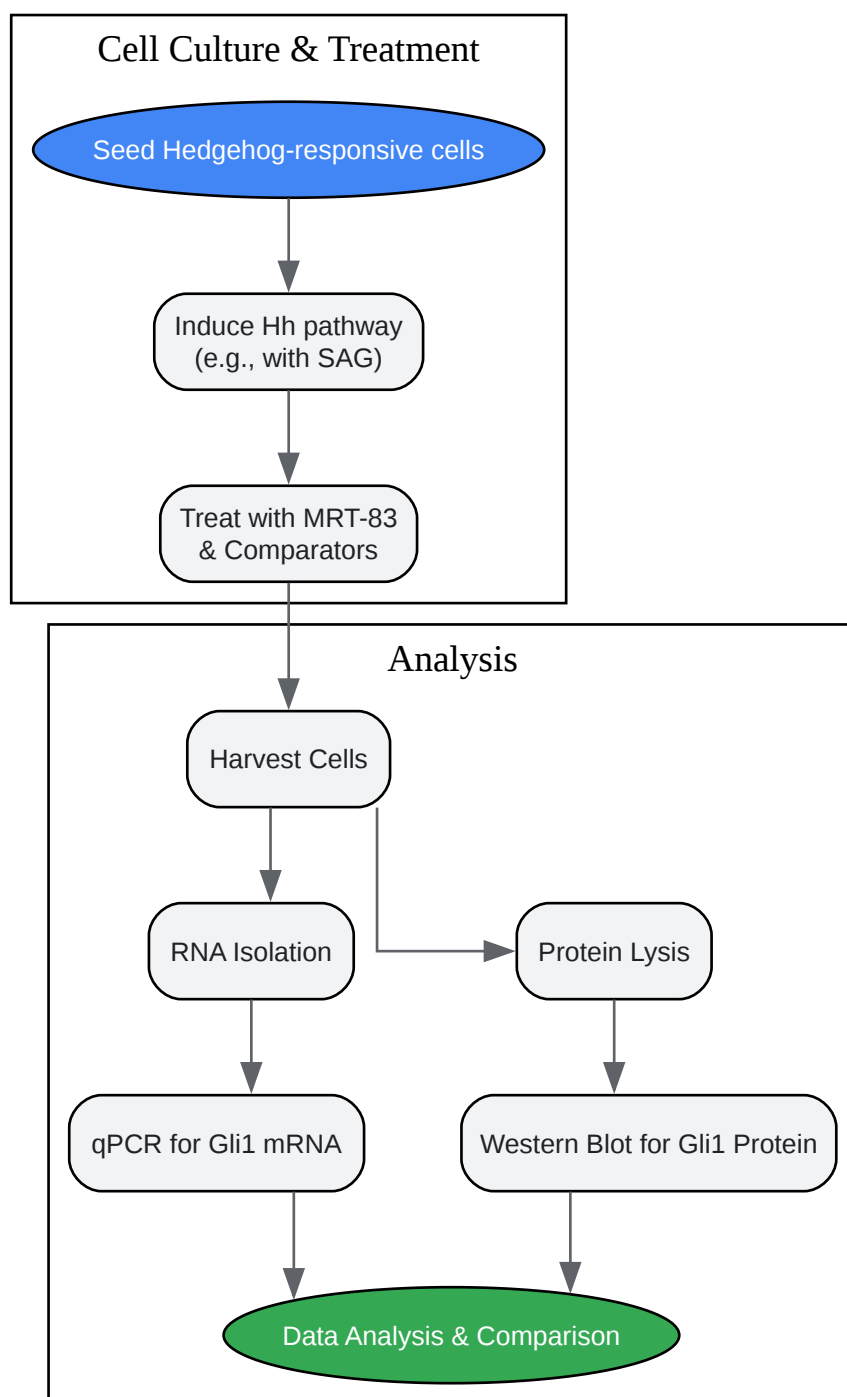 Cell Culture & Treatment
Seed Hedgehog-responsive cells
Induce Hh pathway
(e.g., with SAG)
Treat with MRT-83
& Comparators
Analysis
Harvest Cells
RNA Isolation
Protein Lysis
qPCR for Gli1 mRNA
Western Blot for Gli1 Protein
Data Analysis & Comparison